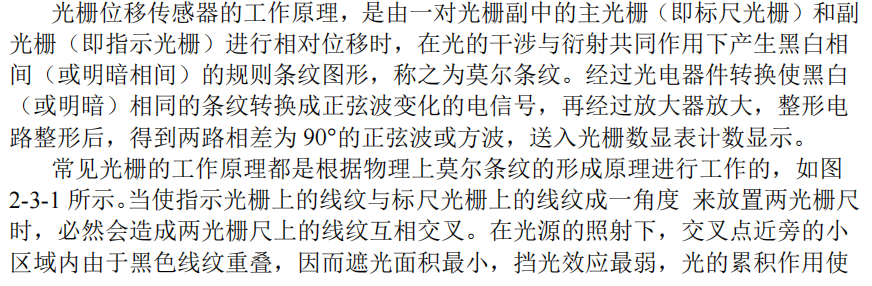 光栅位移传感器的工作原理，是由一对光栅副中的主光栅（即标尺光栅）和副
光栅（即指示光栅）进行相对位移时，在光的干涉与衍射共同作用下产生黑白相
间（或明暗相间）的规则条纹图形，称之为莫尔条纹。经过光电器件转换使黑白
（或明暗）相同的条纹转换成正弦波变化的电信号，再经过放大器放大，整形电
路整形后，得到两路相差为 90°的正弦波或方波，送入光栅数显表计数显示。
常见光栅的工作原理都是根据物理上莫尔条纹的形成原理进行工作的，如图
2-3-1 所示。当使指示光栅上的线纹与标尺光栅上的线纹成一角度 来放置两光栅尺
时，必然会造成两光栅尺上的线纹互相交叉。在光源的照射下，交叉点近旁的小
区域内由于黑色线纹重叠，因而遮光面积最小，挡光效应最弱，光的累积作用使